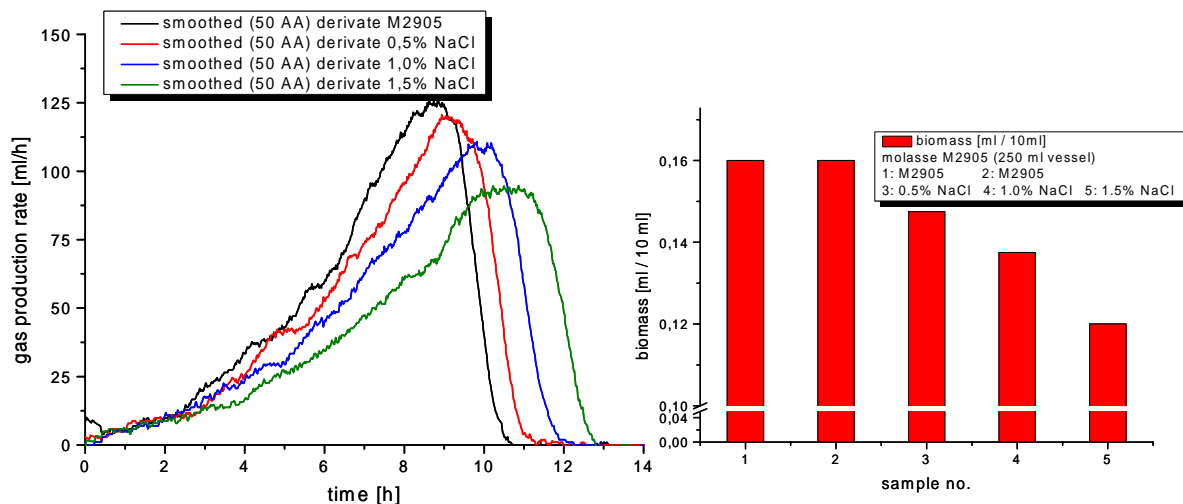 smoothed (50 AA) derivate M2905
smoothed (50 AA) derivate 0,5% NaCl
smoothed (50 AA) derivate 1,0% NaCl
smoothed (50 AA) derivate 1,5% NaCl
150
125
100
75
50
25
0
gas production rate [ml/h]
0 2 4 6 8 10 12 14
time [h]
biomass [ml / 10ml]
molasse M2905 (250 ml vessel)
1: M2905 2: M2905
3: 0.5% NaCl 4: 1.0% NaCl 5: 1.5% NaCl
0,16
0,14
0,12
0,10
0,04
0,00
biomass [ml / 10 ml]
1 2 3 4 5
sample no.